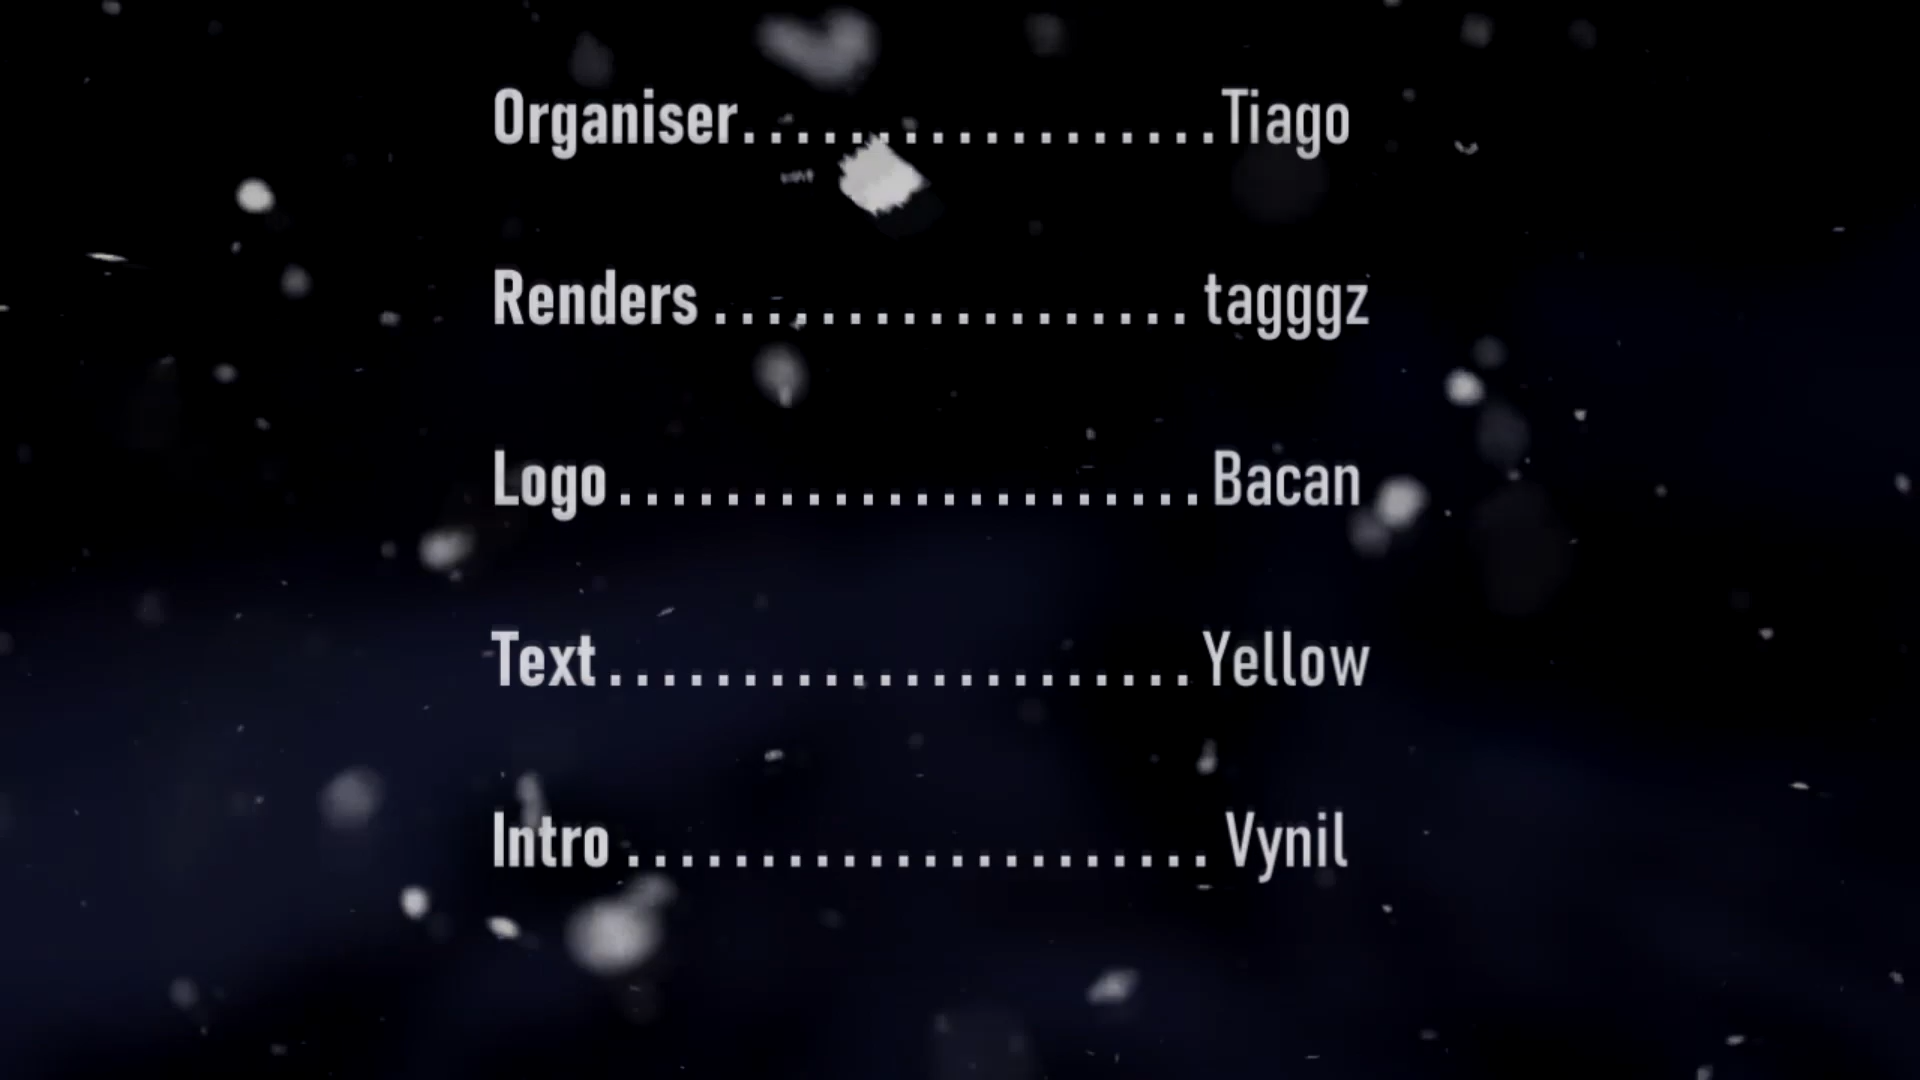 Organiser..................Tiago
Renders .................. tagggz
Logo ...................... Bacan
Text ...................... Yellow
Intro ...................... Vynil